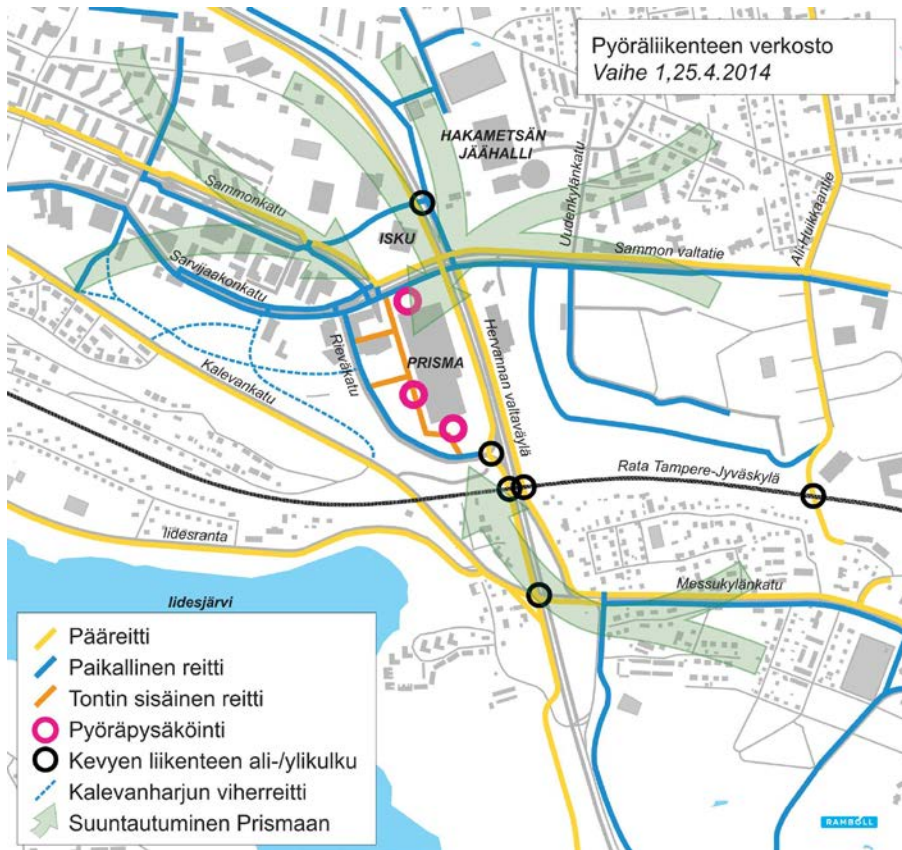 Pyöräliikenteen verkosto
Vaihe 1,25.4.2014
HAKAMETSÄN
JÄÄHALLI
Uudenkylänkatu
Ali-Huikkaantie
Sammonkatu
ISKU
Sammon valtatie
Sarvijaakonkatu
Rieväkatu
PRISMA
Hervannan valtaväylä
Kalevankatu
Rata Tampere-Jyväskylä
Iidesranta
Messukylänkatu
Iidesjärvi
Pääreitti
Paikallinen reitti
Tontin sisäinen reitti
Pyöräpysäköinti
Kevyen liikenteen ali-/ylikulku
Kalevanharjun viherreitti
Suuntautuminen Prismaan
RAMBOLL